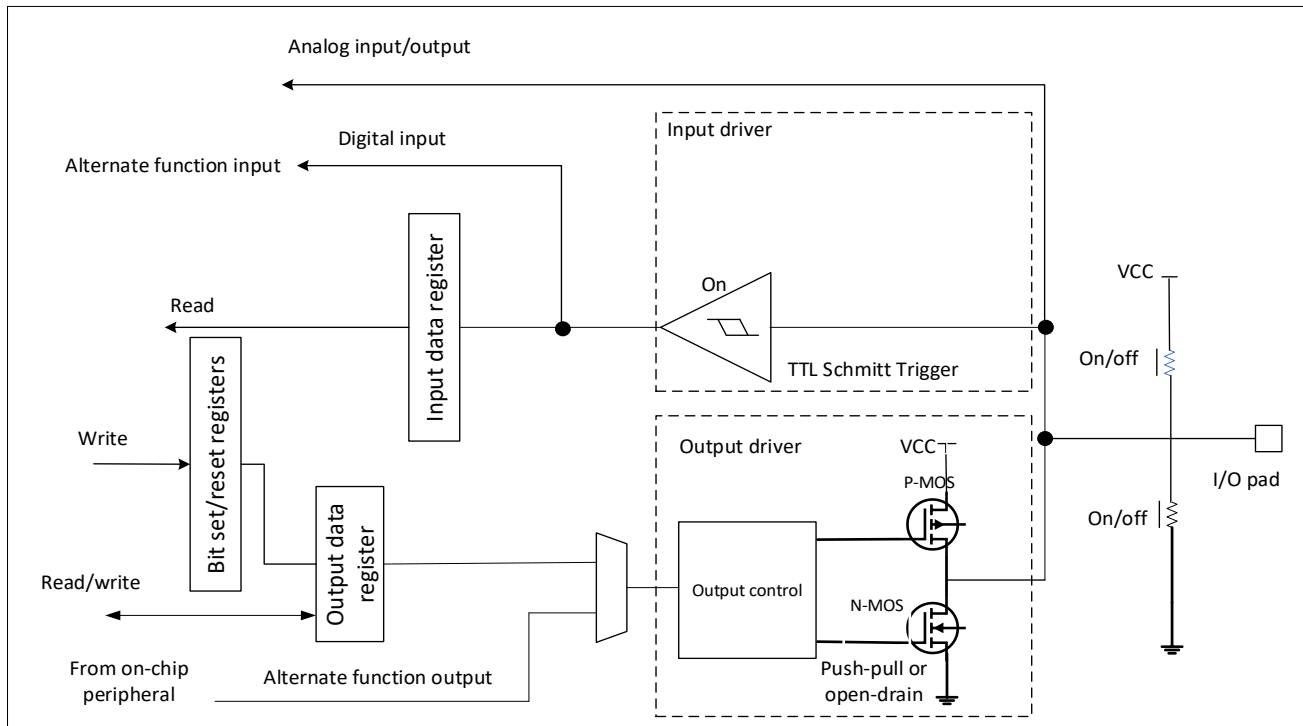 Analog input/output
Input driver
Digital input
Alternate function input
Input data register
On
VCC
Read
On/off
TTL Schmitt Trigger
Bit set/reset registers
Write
Output driver
VCC
P-MOS
I/O pad
On/off
Output data
register
Read/write
Output control
N-MOS
From on-chip
peripheral
Alternate function output
Push-pull or
open-drain